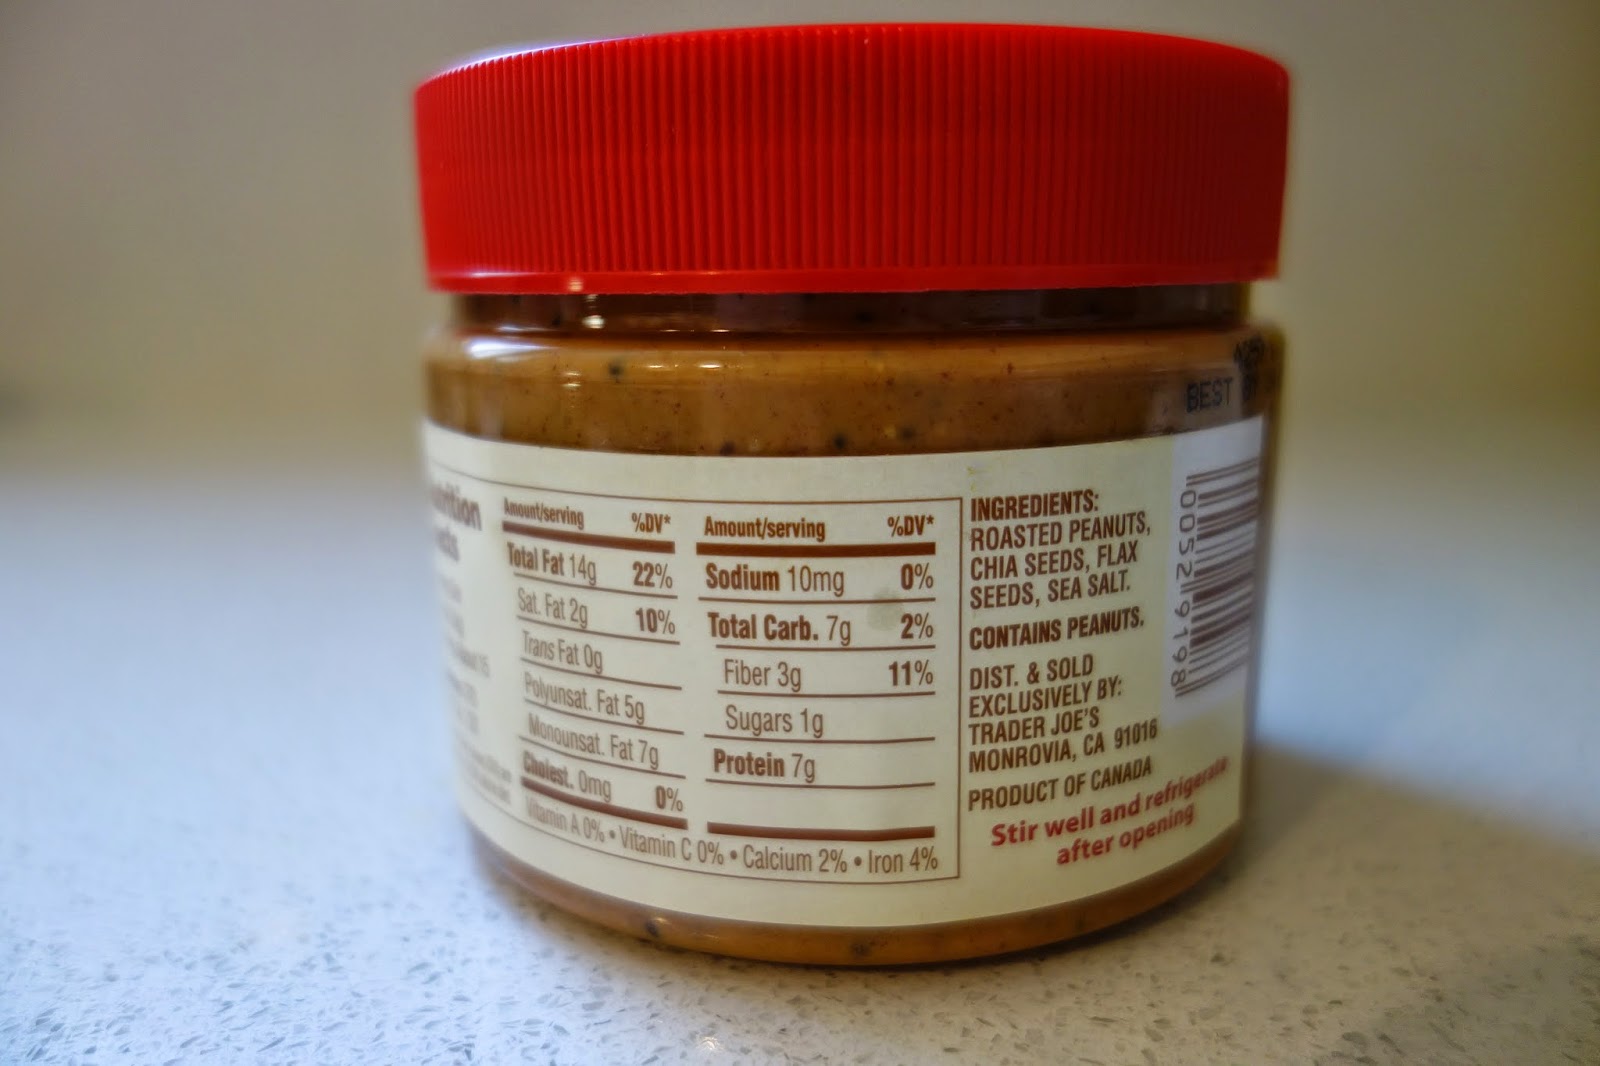 BEST BY
Amount/serving %DV*
Total Fat 14g 22%
Sat. Fat 2g 10%
Trans Fat 0g
Polyunsat. Fat 5g
Monounsat. Fat 7g
Cholest. 0mg 0%
Amount/serving %DV*
Sodium 10mg 0%
Total Carb. 7g 2%
Fiber 3g 11%
Sugars 1g
Protein 7g
Vitamin A 0% • Vitamin C 0% • Calcium 2% • Iron 4%
INGREDIENTS:
ROASTED PEANUTS,
CHIA SEEDS, FLAX
SEEDS, SEA SALT.
CONTAINS PEANUTS.
DIST. & SOLD
EXCLUSIVELY BY:
TRADER JOE'S
MONROVIA, CA 91016
PRODUCT OF CANADA
Stir well and refrigerate
after opening
00529198